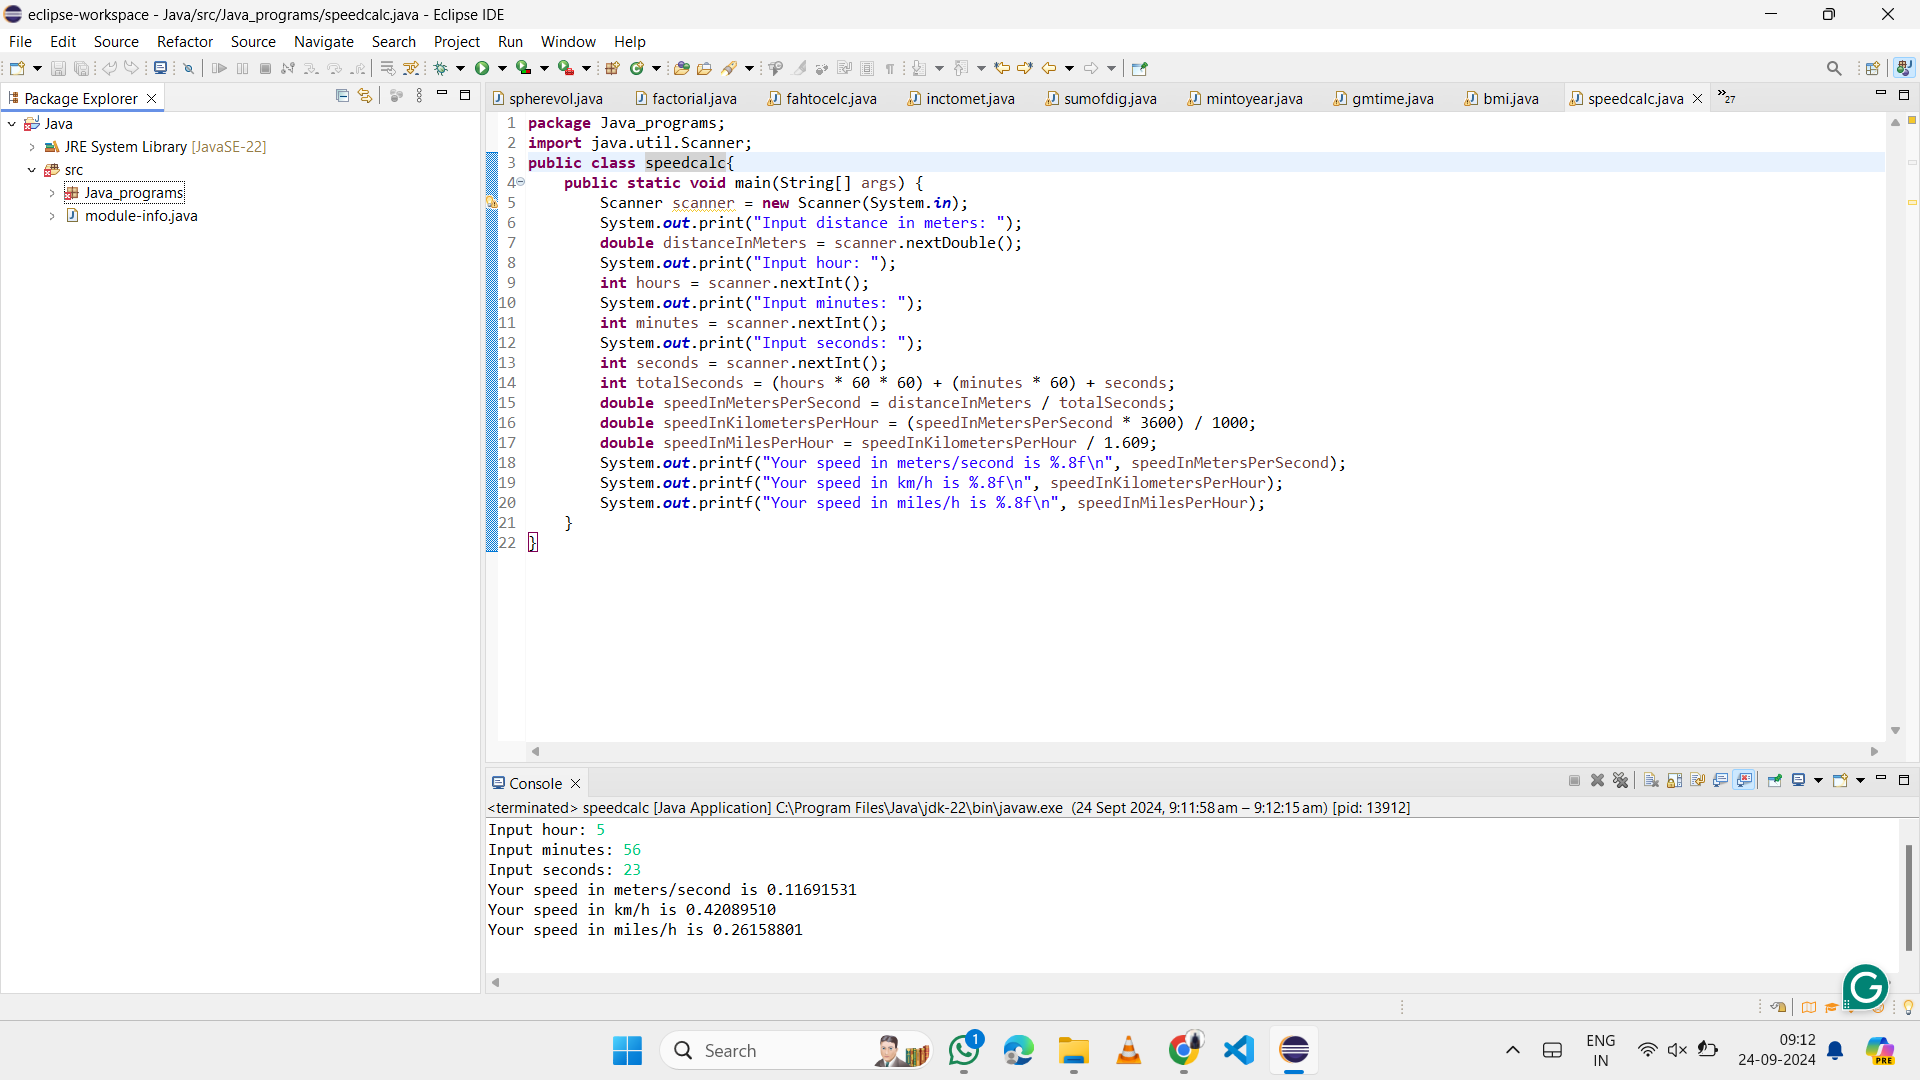 eclipse-workspace - Java/src/Java_programs/speedcalc.java - Eclipse IDE
File Edit Source Refactor Source Navigate Search Project Run Window Help
Package Explorer
Java
JRE System Library [JavaSE-22]
src
Java_programs
module-info.java
spherevol.java factorial.java fahtocelc.java inctomet.java sumofdig.java mintoyear.java gmtime.java bmi.java speedcalc.java »27
1 package Java_programs;
2 import java.util.Scanner;
3 public class speedcalc{
4 public static void main(String[] args) {
5 Scanner scanner = new Scanner(System.in);
6 System.out.print("Input distance in meters: ");
7 double distanceInMeters = scanner.nextDouble();
8 System.out.print("Input hour: ");
9 int hours = scanner.nextInt();
10 System.out.print("Input minutes: ");
11 int minutes = scanner.nextInt();
12 System.out.print("Input seconds: ");
13 int seconds = scanner.nextInt();
14 int totalSeconds = (hours * 60 * 60) + (minutes * 60) + seconds;
15 double speedInMetersPerSecond = distanceInMeters / totalSeconds;
16 double speedInKilometersPerHour = (speedInMetersPerSecond * 3600) / 1000;
17 double speedInMilesPerHour = speedInKilometersPerHour / 1.609;
18 System.out.printf("Your speed in meters/second is %.8f\n", speedInMetersPerSecond);
19 System.out.printf("Your speed in km/h is %.8f\n", speedInKilometersPerHour);
20 System.out.printf("Your speed in miles/h is %.8f\n", speedInMilesPerHour);
21 }
22 }
Console
<terminated> speedcalc [Java Application] C:\Program Files\Java\jdk-22\bin\javaw.exe (24 Sept 2024, 9:11:58 am – 9:12:15 am) [pid: 13912]
Input hour: 5
Input minutes: 56
Input seconds: 23
Your speed in meters/second is 0.11691531
Your speed in km/h is 0.42089510
Your speed in miles/h is 0.26158801
Search
1
ENG
IN
09:12
24-09-2024
PRE